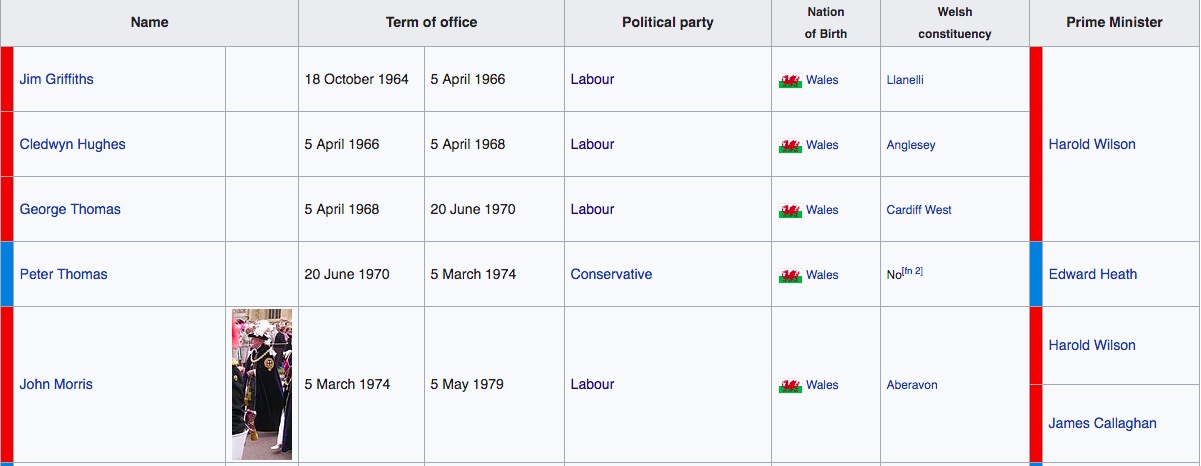 Name Term of office Political party Nation of Birth Welsh constituency Prime Minister
Jim Griffiths 18 October 1964 5 April 1966 Labour Wales Llanelli Harold Wilson
Cledwyn Hughes 5 April 1966 5 April 1968 Labour Wales Anglesey
George Thomas 5 April 1968 20 June 1970 Labour Wales Cardiff West
Peter Thomas 20 June 1970 5 March 1974 Conservative Wales No[fn 2] Edward Heath
John Morris 5 March 1974 5 May 1979 Labour Wales Aberavon Harold Wilson
James Callaghan